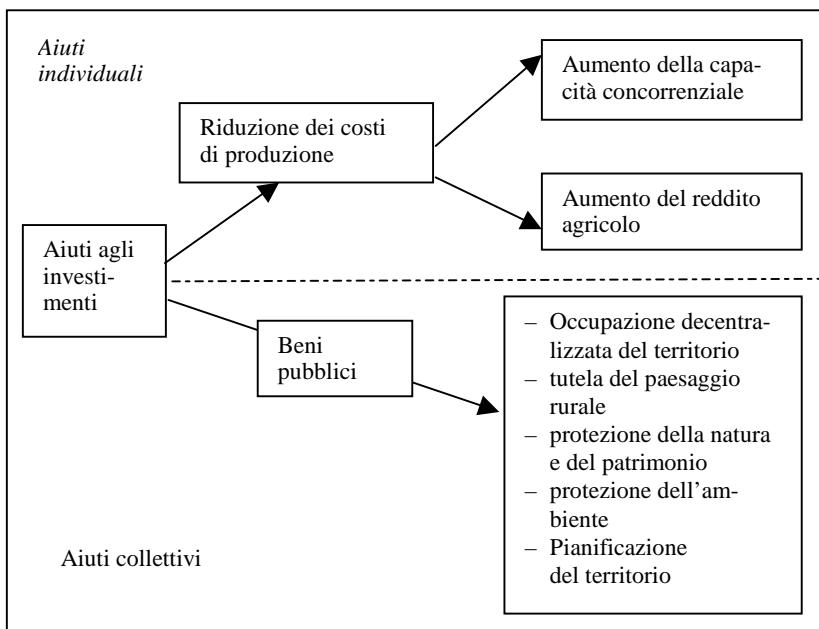 Aiuti
individuali
Aumento della capa-
cità concorrenziale
Riduzione dei costi
di produzione
Aumento del reddito
agricolo
Aiuti agli
investi-
menti
Beni
pubblici
– Occupazione decentra-
lizzata del territorio
– tutela del paesaggio
rurale
– protezione della natura
e del patrimonio
– protezione dell’am-
biente
– Pianificazione
del territorio
Aiuti collettivi